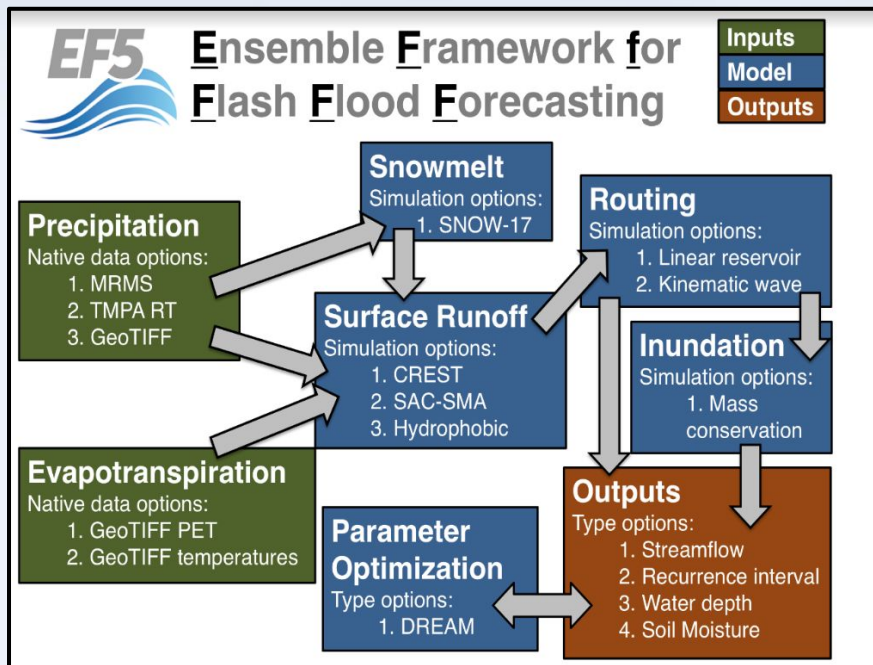 EF5
Ensemble Framework for
Flash Flood Forecasting
Inputs
Model
Outputs
Precipitation
Native data options:
1. MRMS
2. TMPA RT
3. GeoTIFF
Evapotranspiration
Native data options:
1. GeoTIFF PET
2. GeoTIFF temperatures
Snowmelt
Simulation options:
1. SNOW-17
Surface Runoff
Simulation options:
1. CREST
2. SAC-SMA
3. Hydrophobic
Routing
Simulation options:
1. Linear reservoir
2. Kinematic wave
Inundation
Simulation options:
1. Mass
conservation
Parameter
Optimization
Type options:
1. DREAM
Outputs
Type options:
1. Streamflow
2. Recurrence interval
3. Water depth
4. Soil Moisture